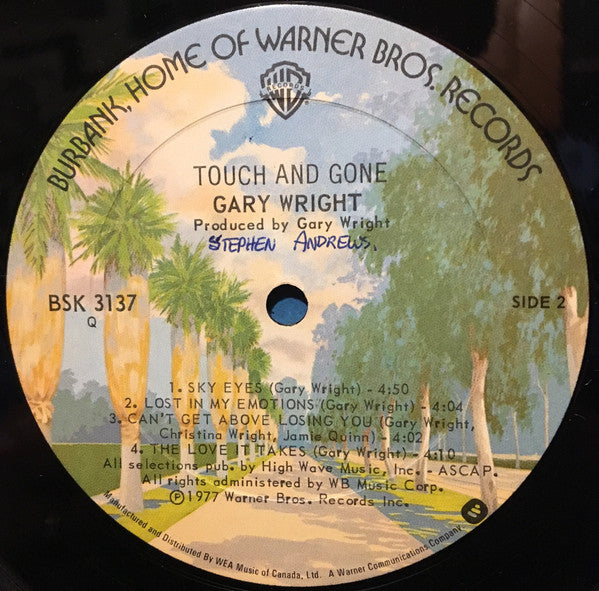 BURBANK, HOME OF WARNER BROS. RECORDS
WB
RECORDS
TOUCH AND GONE
GARY WRIGHT
Produced by Gary Wright
STEPHEN ANDREWS.
BSK 3137
Q
SIDE 2
1. SKY EYES (Gary Wright) - 4:50
2. LOST IN MY EMOTIONS (Gary Wright) - 4:04
3. CAN'T GET ABOVE LOSING YOU (Gary Wright,
Christina Wright, Jamie Quinn) - 4:02
4. THE LOVE IT TAKES (Gary Wright) - 4:10
All selections pub. by High Wave Music, Inc. - ASCAP.
All rights administered by WB Music Corp.
Ⓟ1977 Warner Bros. Records Inc.
Manufactured and Distributed By WEA Music of Canada, Ltd. A Warner Communications Company